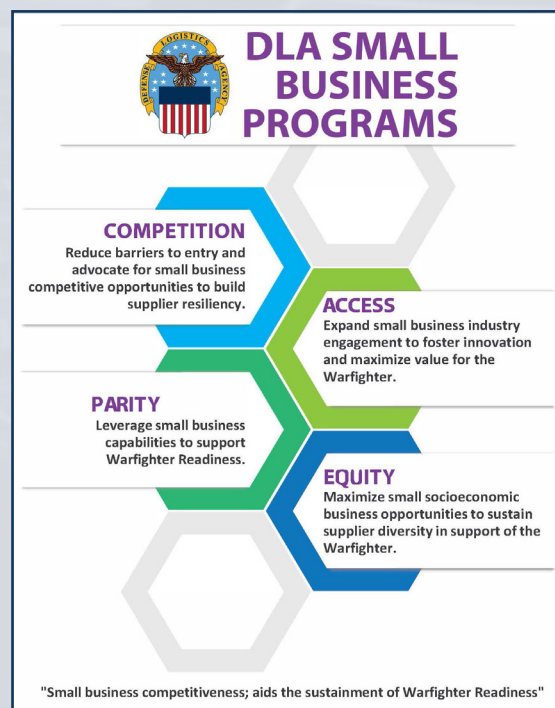 DEFENSE LOGISTICS AGENCY
DLA SMALL
BUSINESS
PROGRAMS
COMPETITION
Reduce barriers to entry and
advocate for small business
competitive opportunities to build
supplier resiliency.
ACCESS
Expand small business industry
engagement to foster innovation
and maximize value for the
Warfighter.
PARITY
Leverage small business
capabilities to support
Warfighter Readiness.
EQUITY
Maximize small socioeconomic
business opportunities to sustain
supplier diversity in support of the
Warfighter.
"Small business competitiveness; aids the sustainment of Warfighter Readiness"